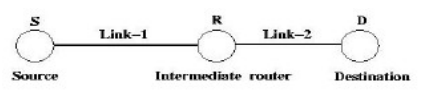 S R D
Link-1 Link-2
Source Intermediate router Destination